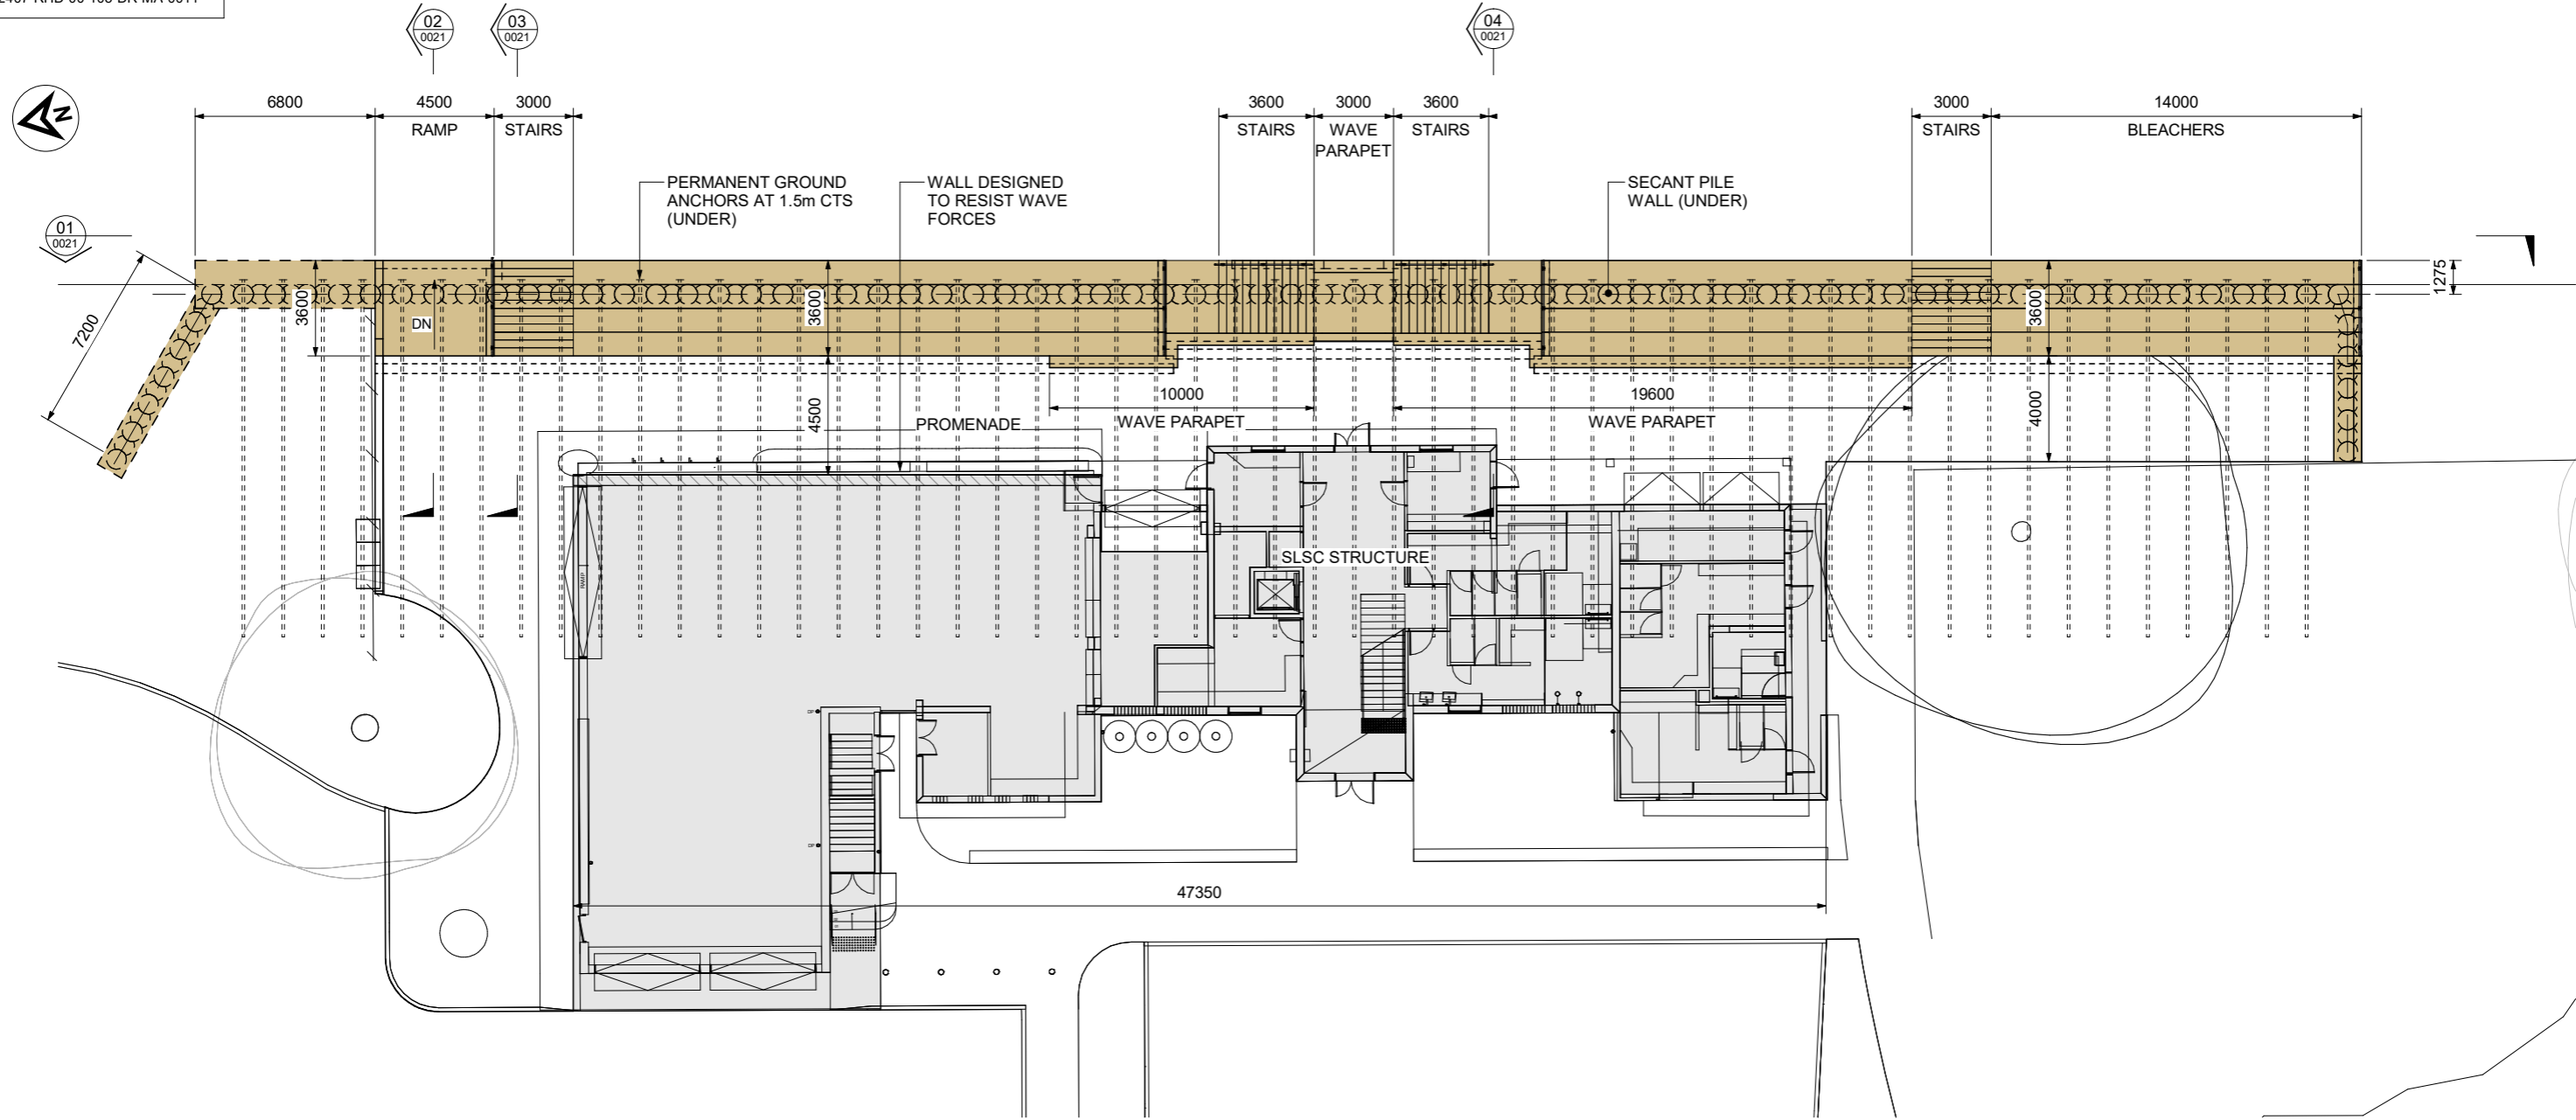 02
0021
03
0021
04
0021
N
6800
4500
3000
3600
3000
3600
3000
14000
RAMP
STAIRS
STAIRS
WAVE
PARAPET
STAIRS
STAIRS
BLEACHERS
PERMANENT GROUND
ANCHORS AT 1.5m CTS
(UNDER)
WALL DESIGNED
TO RESIST WAVE
FORCES
SECANT PILE
WALL (UNDER)
01
0021
7200
3600
DN
3600
3600
1275
10000
WAVE PARAPET
19600
WAVE PARAPET
4500
4000
PROMENADE
SLSC STRUCTURE
RAMP
DP
DP
47350